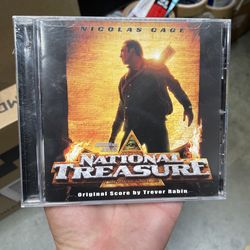 NICOLAS CAGE
NATIONAL
TREASURE
Original Score by Trevor Rabin